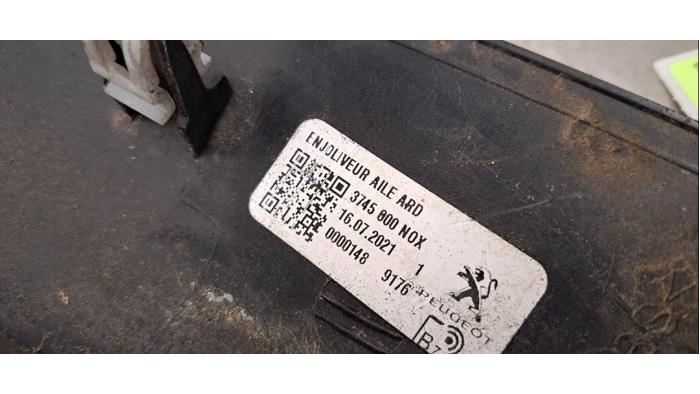 ENJOLIVEUR AILE ARD
3745 800 NOX
16.07.2021 1
0000148 9176
PEUGEOT
B7